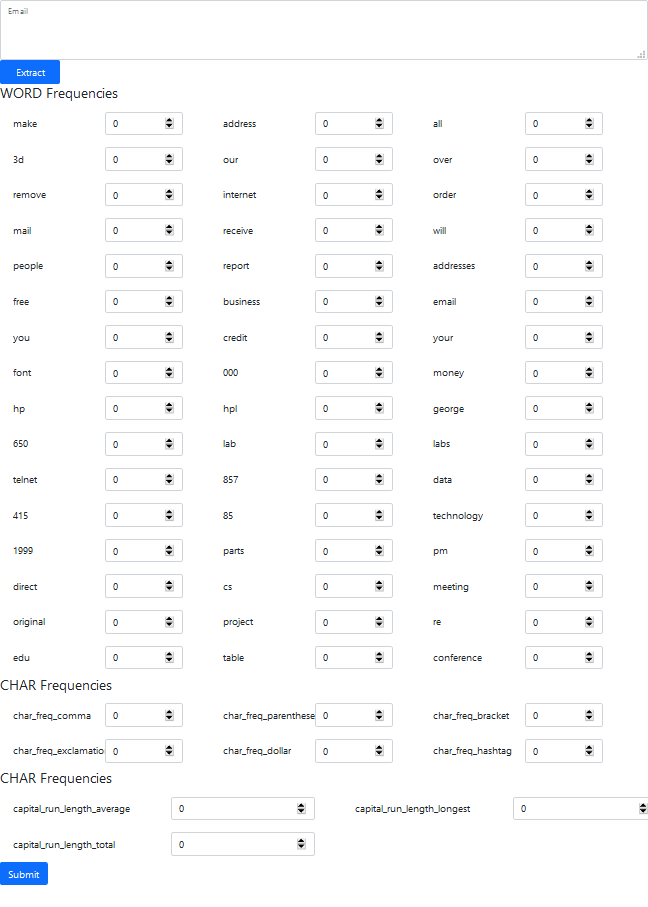 Email
Extract
WORD Frequencies
make 0 address 0 all 0
3d 0 our 0 over 0
remove 0 internet 0 order 0
mail 0 receive 0 will 0
people 0 report 0 addresses 0
free 0 business 0 email 0
you 0 credit 0 your 0
font 0 000 0 money 0
hp 0 hpl 0 george 0
650 0 lab 0 labs 0
telnet 0 857 0 data 0
415 0 85 0 technology 0
1999 0 parts 0 pm 0
direct 0 cs 0 meeting 0
original 0 project 0 re 0
edu 0 table 0 conference 0
CHAR Frequencies
char_freq_comma 0 char_freq_parenthese 0 char_freq_bracket 0
char_freq_exclamatio 0 char_freq_dollar 0 char_freq_hashtag 0
CHAR Frequencies
capital_run_length_average 0 capital_run_length_longest 0
capital_run_length_total 0
Submit